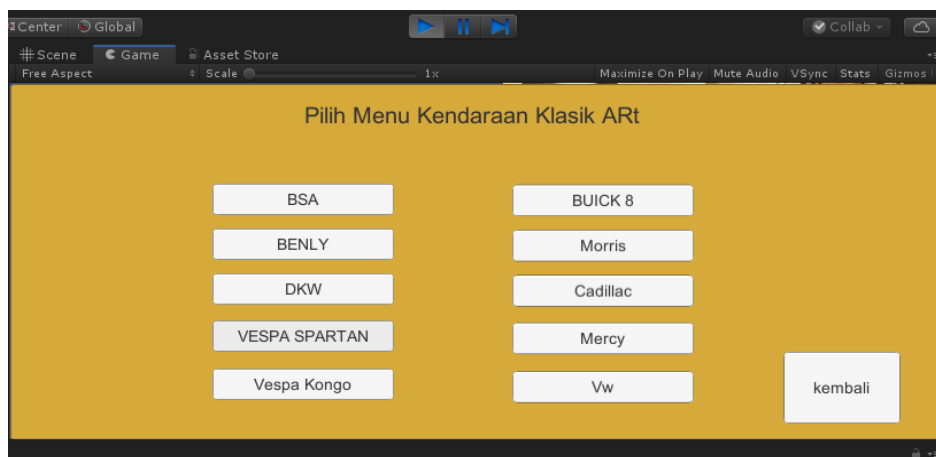 Center Global Collab
Scene Game Asset Store
Free Aspect Scale 1x Maximize On Play Mute Audio VSync Stats Gizmos
Pilih Menu Kendaraan Klasik ARt
BSA
BENLY
DKW
VESPA SPARTAN
Vespa Kongo
BUICK 8
Morris
Cadillac
Mercy
Vw
kembali